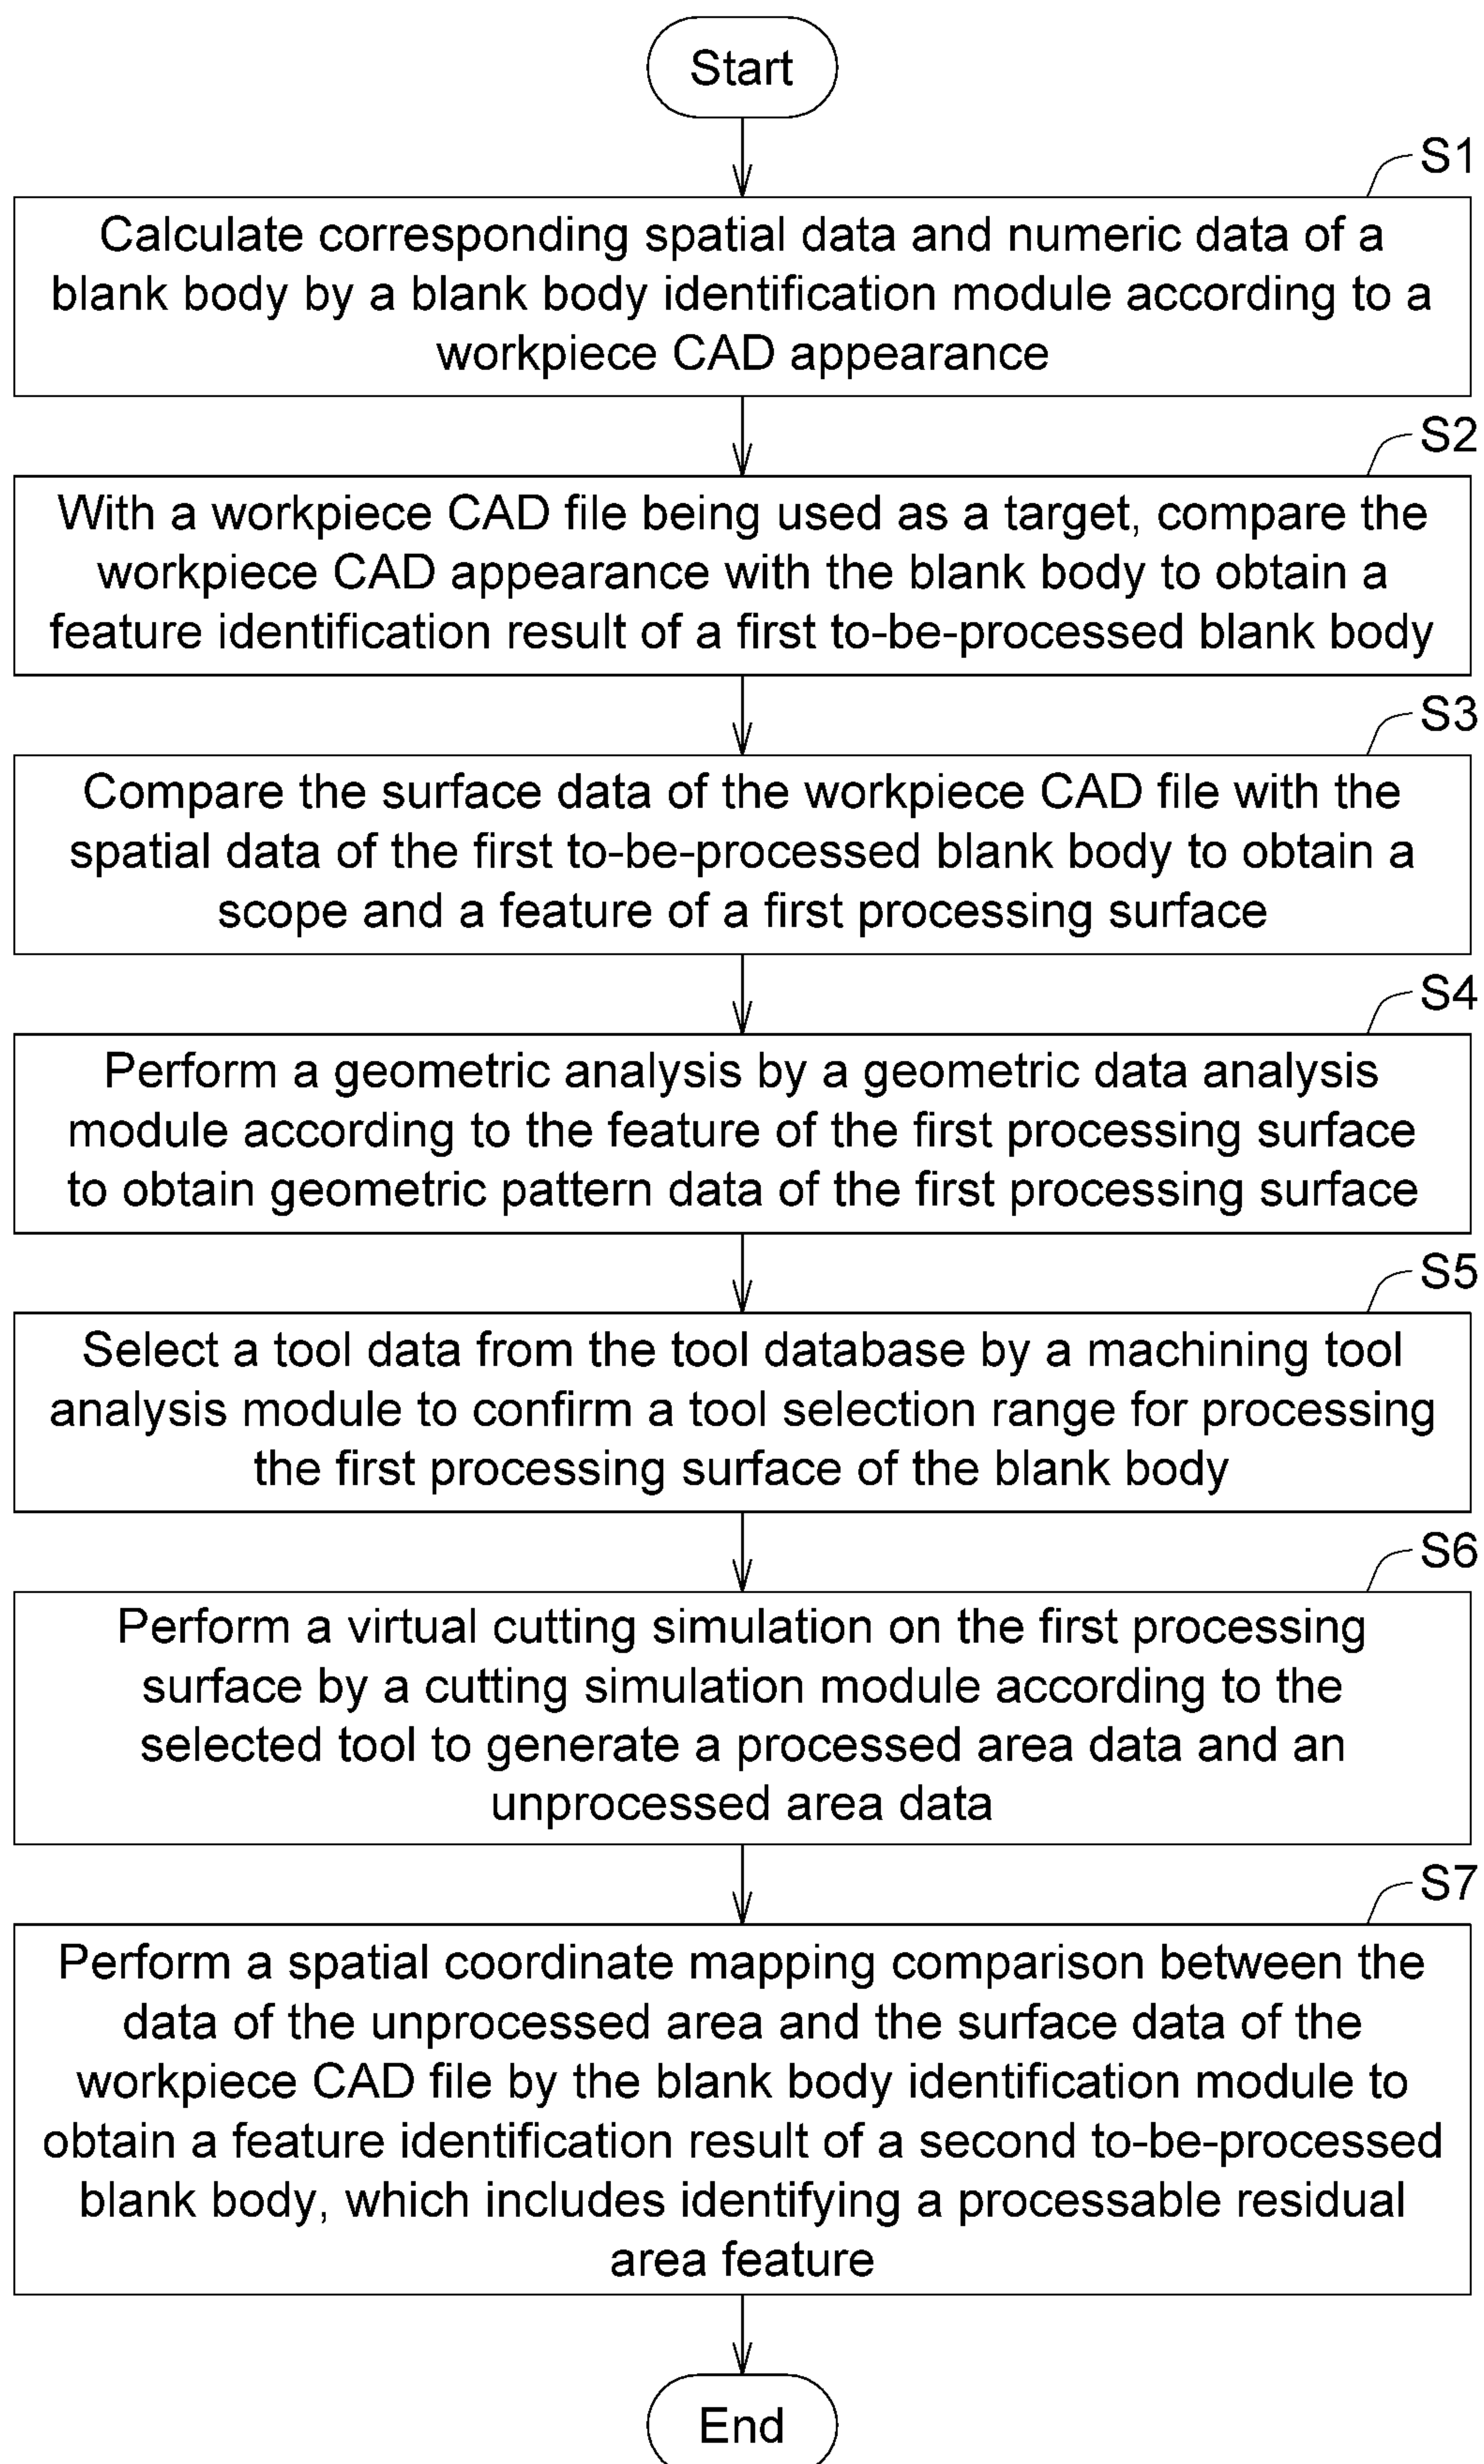 Start
S1
Calculate corresponding spatial data and numeric data of a
blank body by a blank body identification module according to a
workpiece CAD appearance
S2
With a workpiece CAD file being used as a target, compare the
workpiece CAD appearance with the blank body to obtain a
feature identification result of a first to-be-processed blank body
S3
Compare the surface data of the workpiece CAD file with the
spatial data of the first to-be-processed blank body to obtain a
scope and a feature of a first processing surface
S4
Perform a geometric analysis by a geometric data analysis
module according to the feature of the first processing surface
to obtain geometric pattern data of the first processing surface
S5
Select a tool data from the tool database by a machining tool
analysis module to confirm a tool selection range for processing
the first processing surface of the blank body
S6
Perform a virtual cutting simulation on the first processing
surface by a cutting simulation module according to the
selected tool to generate a processed area data and an
unprocessed area data
S7
Perform a spatial coordinate mapping comparison between the
data of the unprocessed area and the surface data of the
workpiece CAD file by the blank body identification module to
obtain a feature identification result of a second to-be-processed
blank body, which includes identifying a processable residual
area feature
End